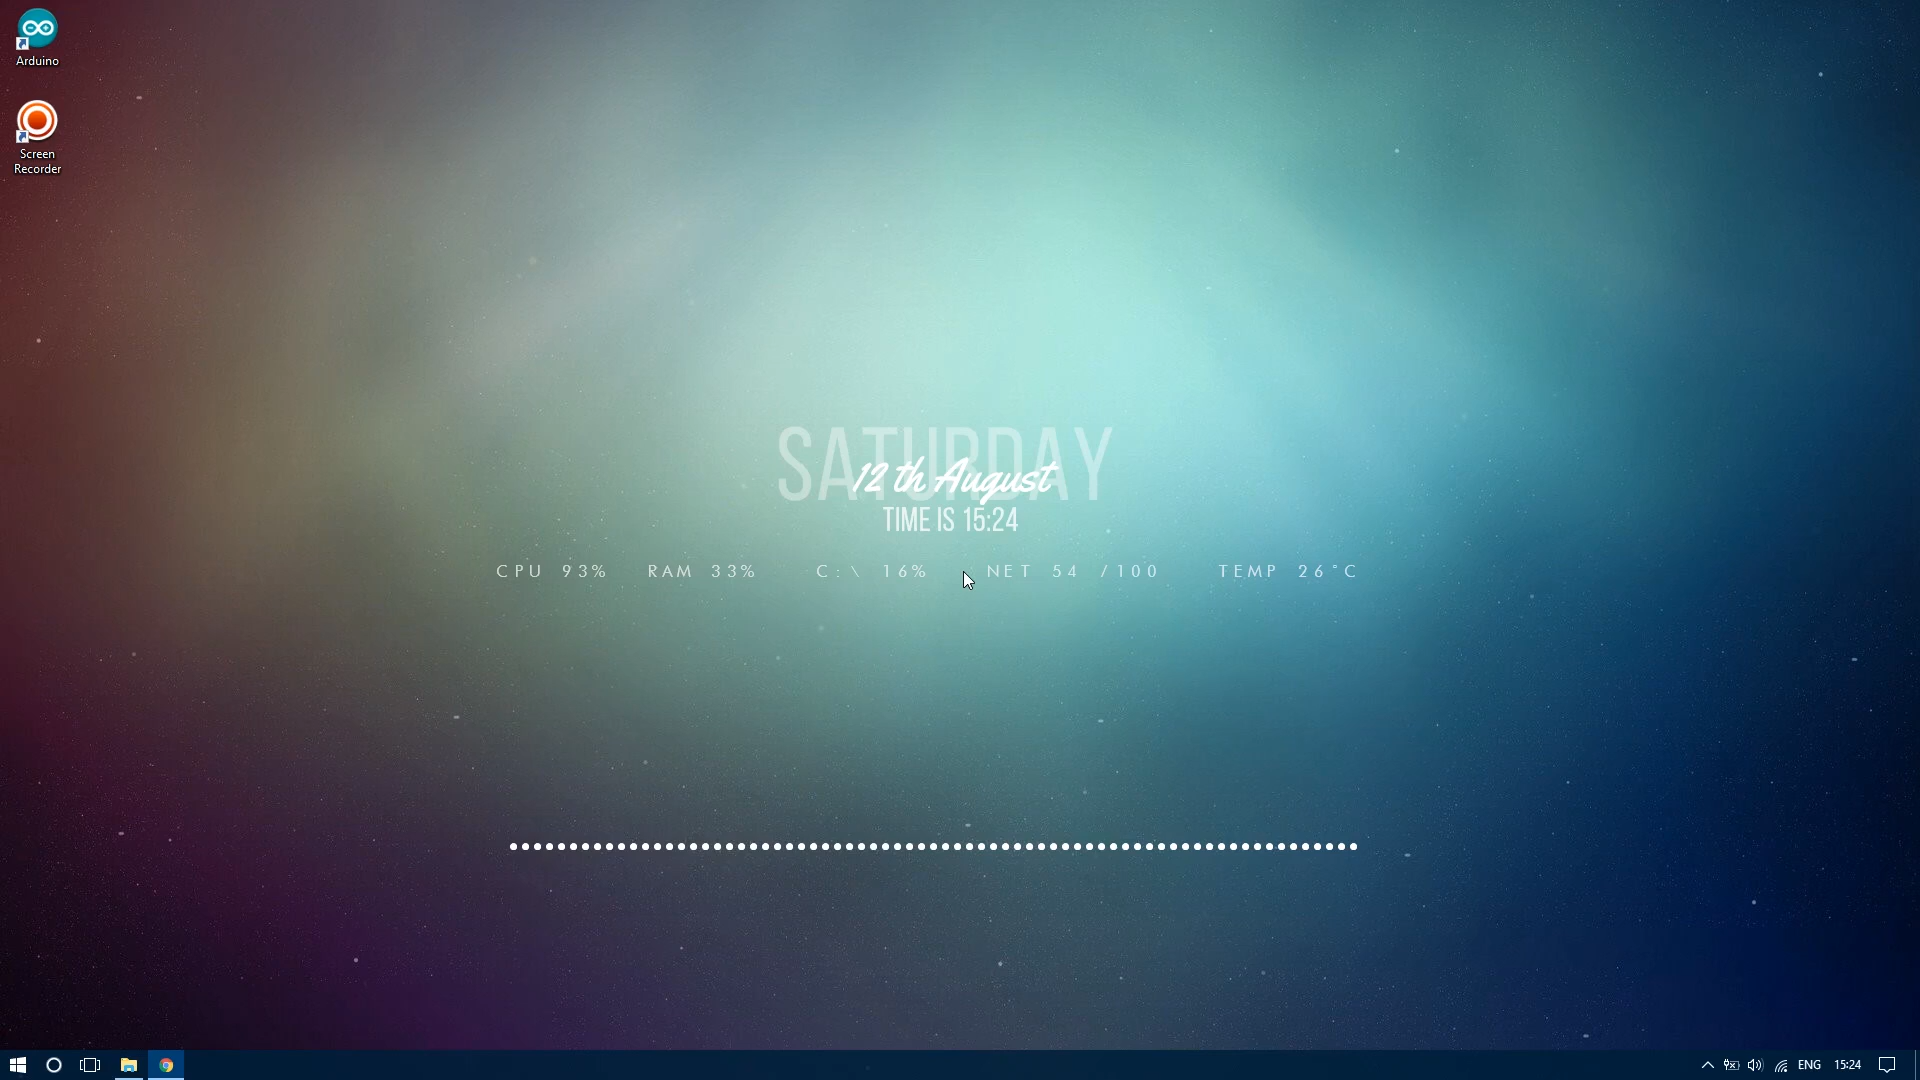 Arduino
Screen
Recorder
SATURDAY
12 th August
TIME IS 15:24
CPU 93% RAM 33% C:\ 16% NET 54 /100 TEMP 26°C
ENG 15:24